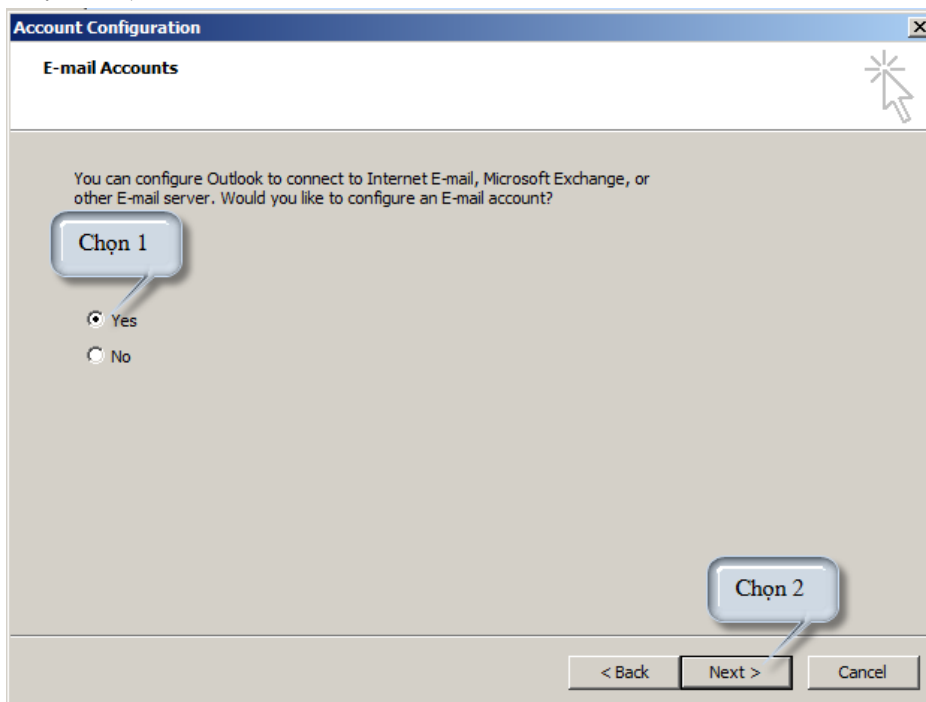 Account Configuration
E-mail Accounts
You can configure Outlook to connect to Internet E-mail, Microsoft Exchange, or
other E-mail server. Would you like to configure an E-mail account?
Chọn 1
Yes
No
Chọn 2
< Back
Next >
Cancel